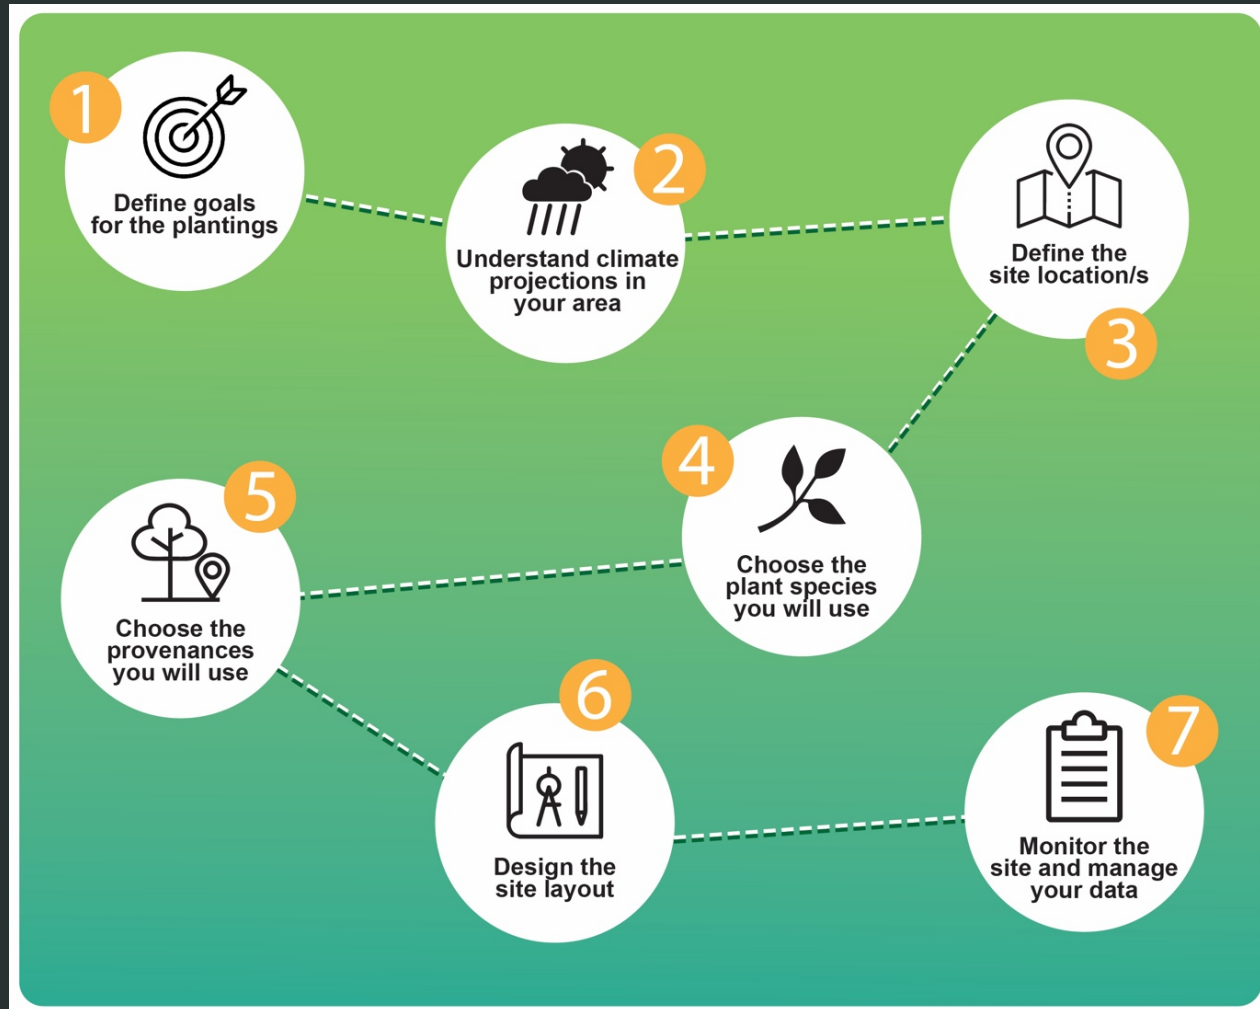 1
Define goals
for the plantings
2
Understand climate
projections in
your area
3
Define the
site location/s
4
Choose the
plant species
you will use
5
Choose the
provenances
you will use
6
Design the
site layout
7
Monitor the
site and manage
your data